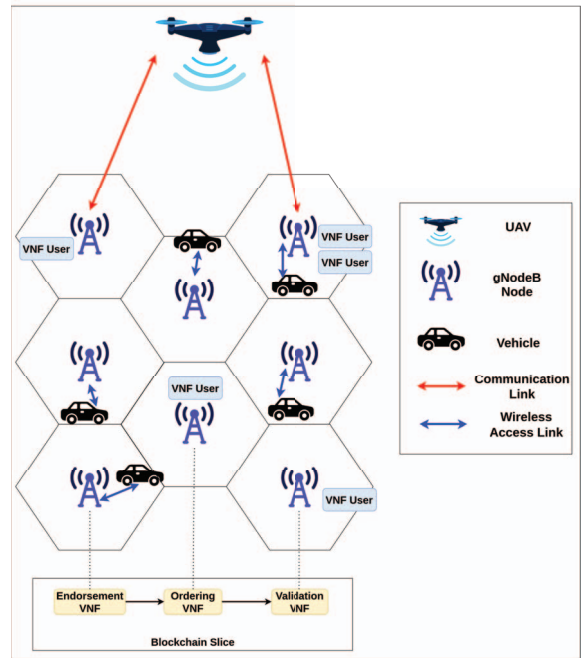 VNF User
VNF User
VNF User
VNF User
VNF User
UAV
gNodeB
Node
Vehicle
Communication
Link
Wireless
Access Link
Endorsement
VNF
Ordering
VNF
Validation
VNF
Blockchain Slice